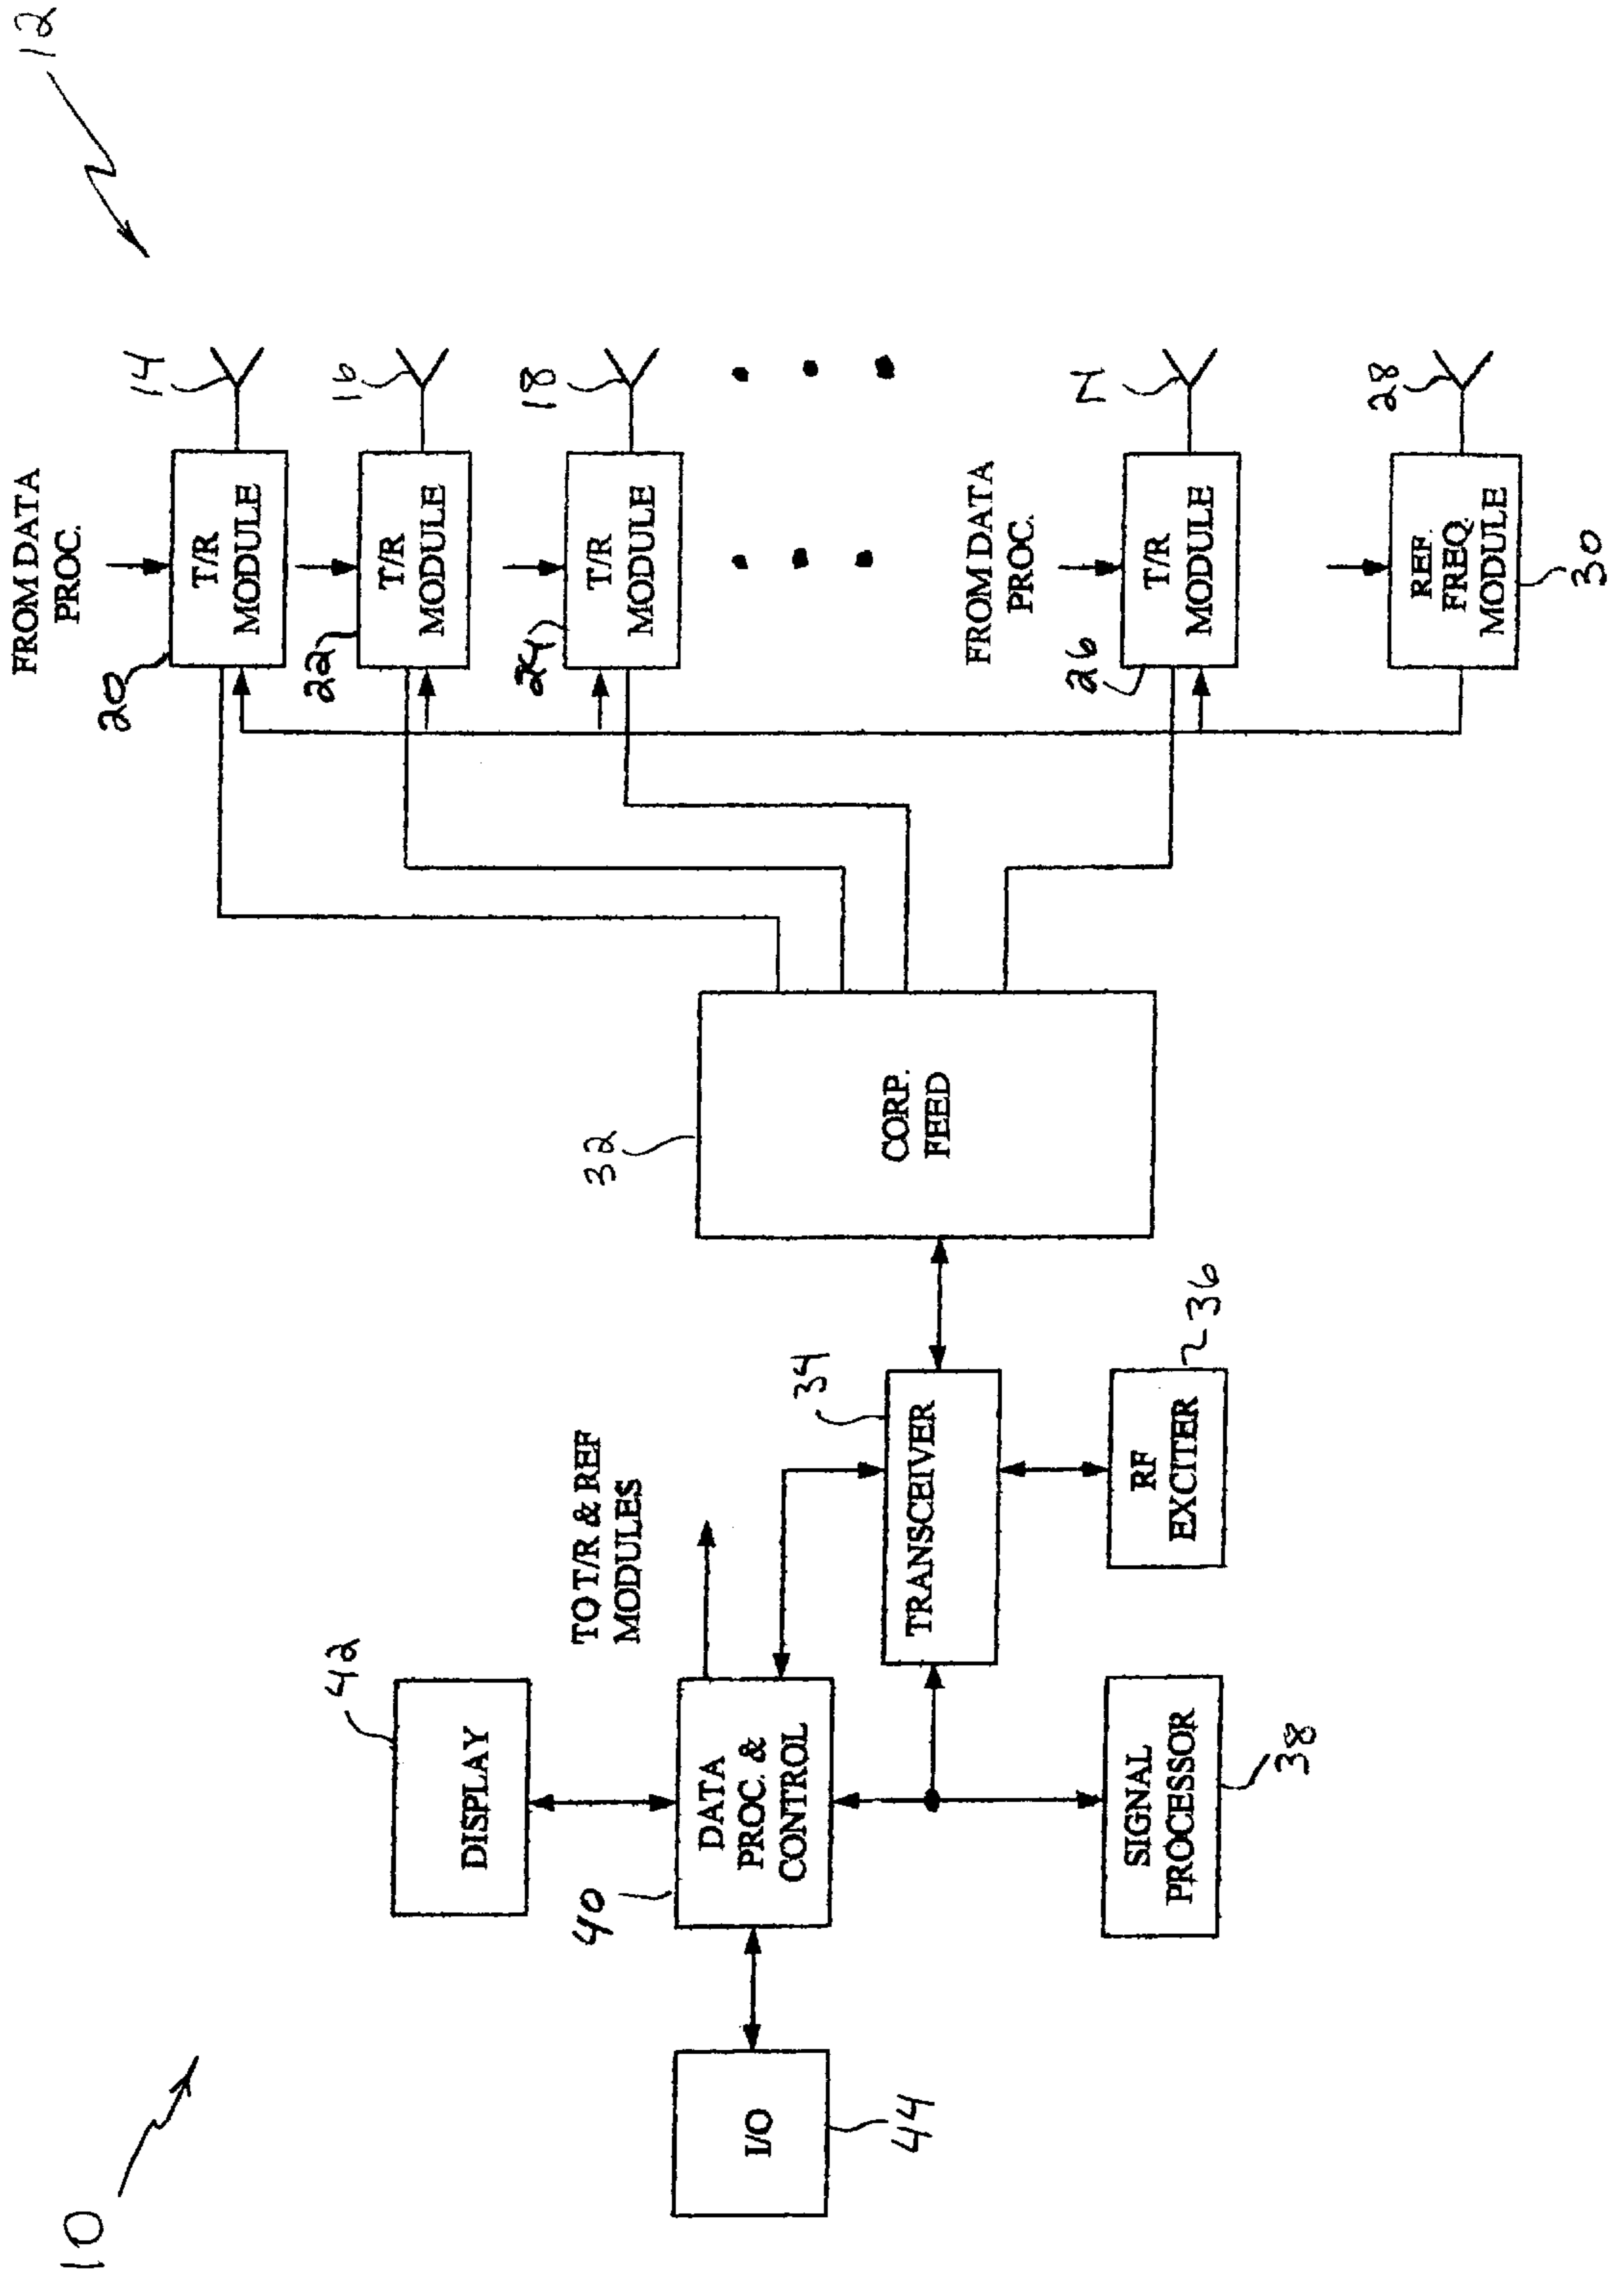 10
12
I/O
44
DISPLAY
42
DATA
PROC. &
CONTROL
40
TO T/R & REF
MODULES
SIGNAL
PROCESSOR
38
TRANSCEIVER
34
RF
EXCITER
36
CORP.
FEED
32
FROM DATA
PROC.
T/R
MODULE
20
14
T/R
MODULE
22
16
T/R
MODULE
24
18
FROM DATA
PROC.
T/R
MODULE
26
N
REF.
FREQ.
MODULE
30
28